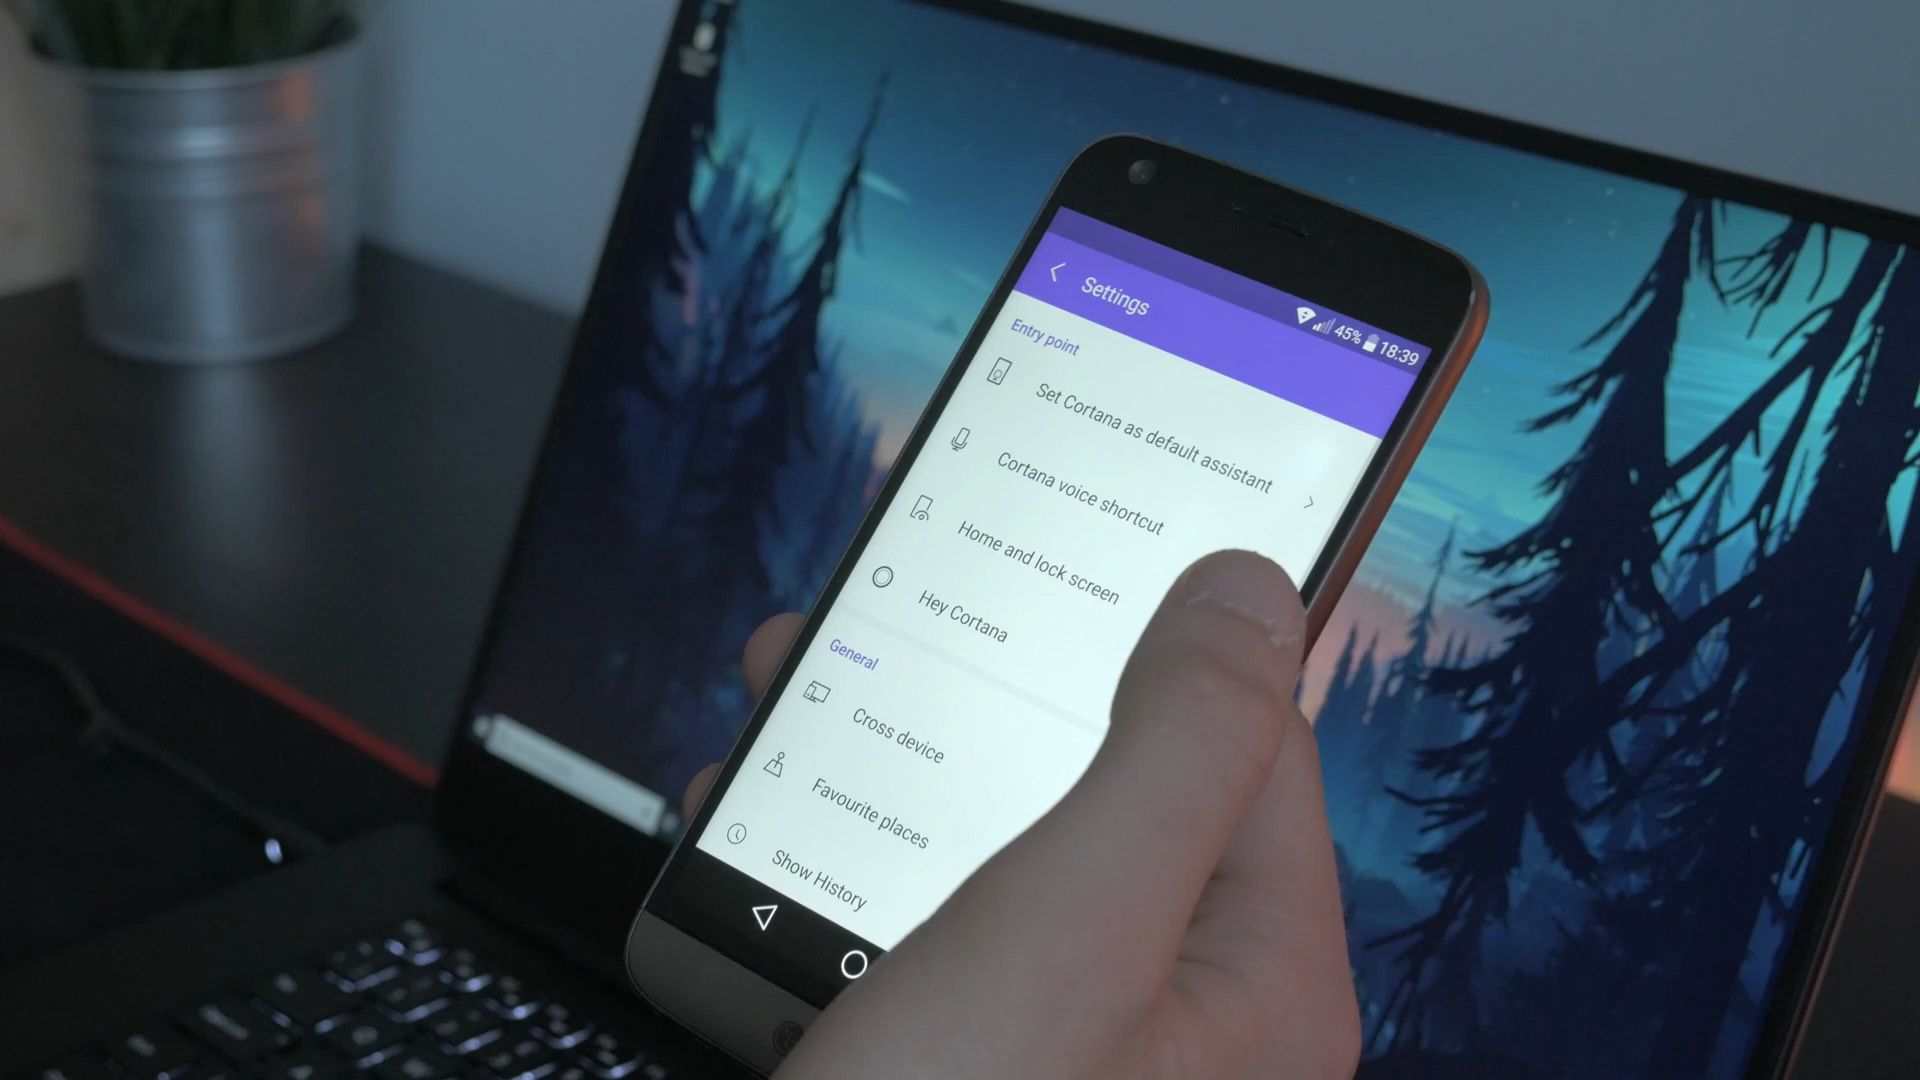 45% 18:39
Settings
Entry point
Set Cortana as default assistant
Cortana voice shortcut
Home and lock screen
Hey Cortana
General
Cross device
Favourite places
Show History